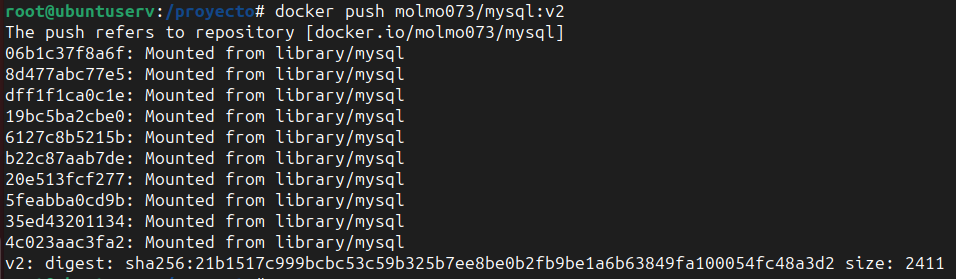 root@ubuntuserv:/proyecto# docker push molmo073/mysql:v2
The push refers to repository [docker.io/molmo073/mysql]
06b1c37f8a6f: Mounted from library/mysql
8d477abc77e5: Mounted from library/mysql
dff1f1ca0c1e: Mounted from library/mysql
19bc5ba2cbe0: Mounted from library/mysql
6127c8b5215b: Mounted from library/mysql
b22c87aab7de: Mounted from library/mysql
20e513fcf277: Mounted from library/mysql
5feabba0cd9b: Mounted from library/mysql
35ed43201134: Mounted from library/mysql
4c023aac3fa2: Mounted from library/mysql
v2: digest: sha256:21b1517c999bcbc53c59b325b7ee8be0b2fb9be1a6b63849fa100054fc48a3d2 size: 2411